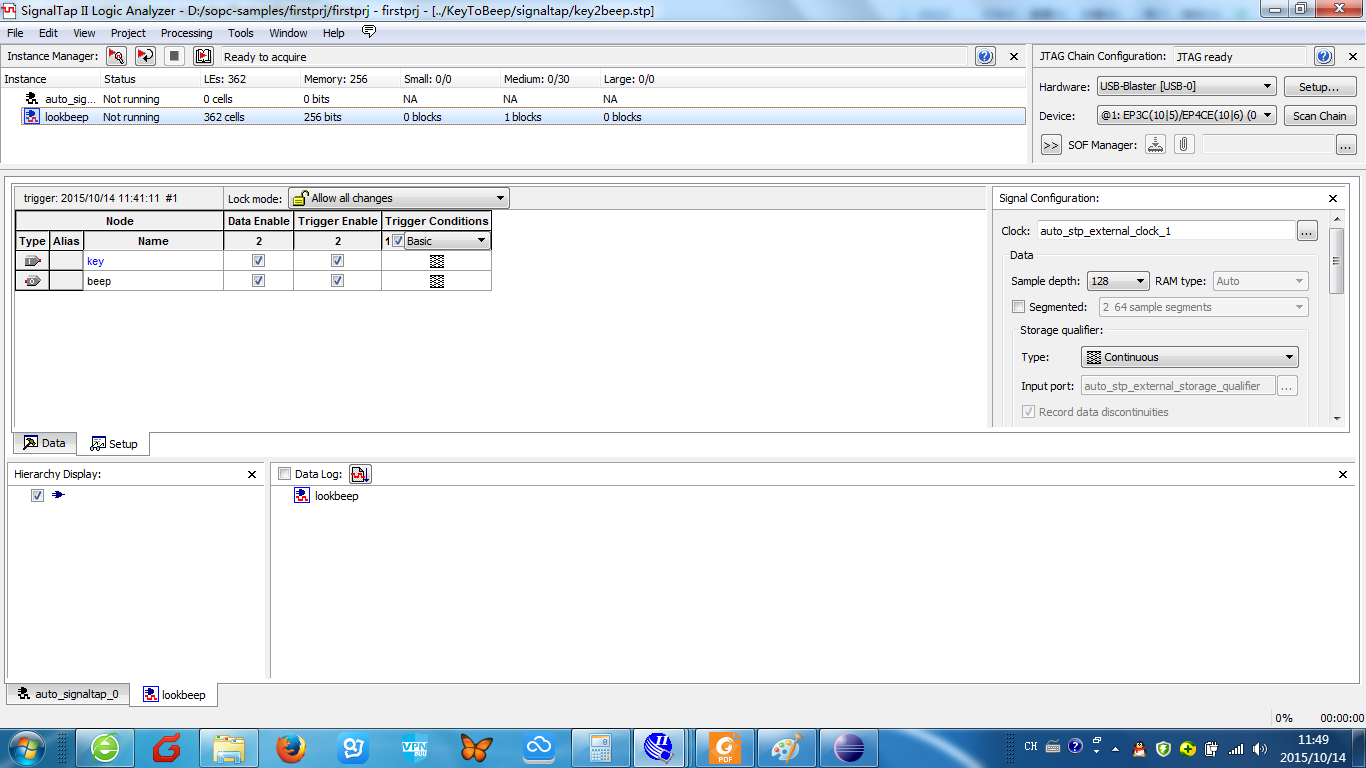 SignalTap II Logic Analyzer - D:/sopc-samples/firstprj/firstprj - firstprj - [../KeyToBeep/signaltap/key2beep.stp]
File Edit View Project Processing Tools Window Help
Instance Manager: Ready to acquire
Instance Status LEs: 362 Memory: 256 Small: 0/0 Medium: 0/30 Large: 0/0
auto_sig... Not running 0 cells 0 bits NA NA NA
lookbeep Not running 362 cells 256 bits 0 blocks 1 blocks 0 blocks
JTAG Chain Configuration: JTAG ready
Hardware: USB-Blaster [USB-0] Setup...
Device: @1: EP3C(10|5)/EP4CE(10|6) (0 Scan Chain
>> SOF Manager: ...
trigger: 2015/10/14 11:41:11 #1 Lock mode: Allow all changes
Node Data Enable Trigger Enable Trigger Conditions
Type Alias Name 2 2 1 Basic
key
beep
Signal Configuration:
Clock: auto_stp_external_clock_1 ...
Data
Sample depth: 128 RAM type: Auto
Segmented: 2 64 sample segments
Storage qualifier:
Type: Continuous
Input port: auto_stp_external_storage_qualifier ...
Record data discontinuities
Data Setup
Hierarchy Display:
Data Log:
lookbeep
auto_signaltap_0 lookbeep
0% 00:00:00
VPN
PDF
CH
11:49
2015/10/14